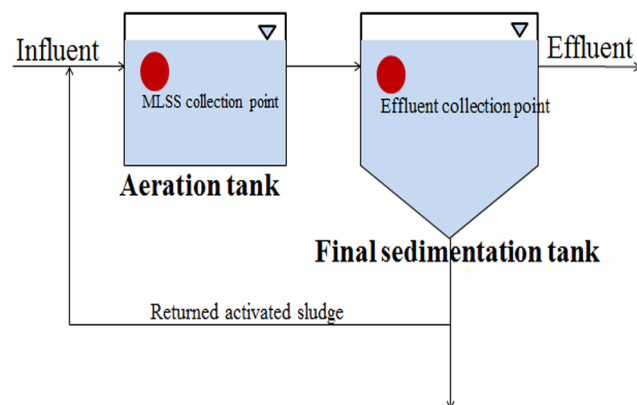 Influent
Effluent
MLSS collection point
Effluent collection point
Aeration tank
Final sedimentation tank
Returned activated sludge